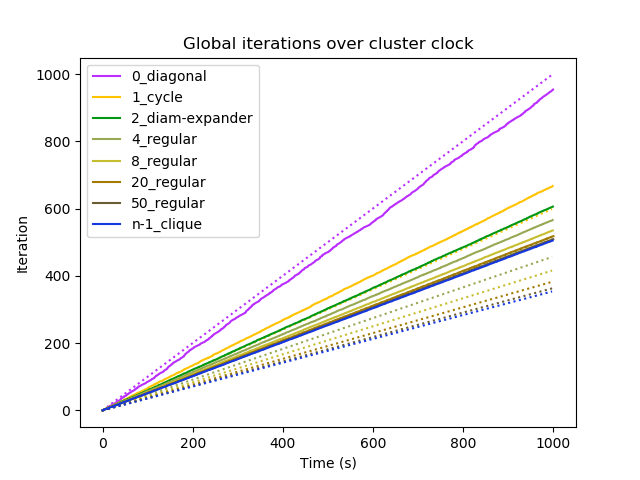 Global iterations over cluster clock
0_diagonal
1_cycle
2_diam-expander
4_regular
8_regular
20_regular
50_regular
n-1_clique
1000
800
600
400
200
0
Iteration
0 200 400 600 800 1000
Time (s)